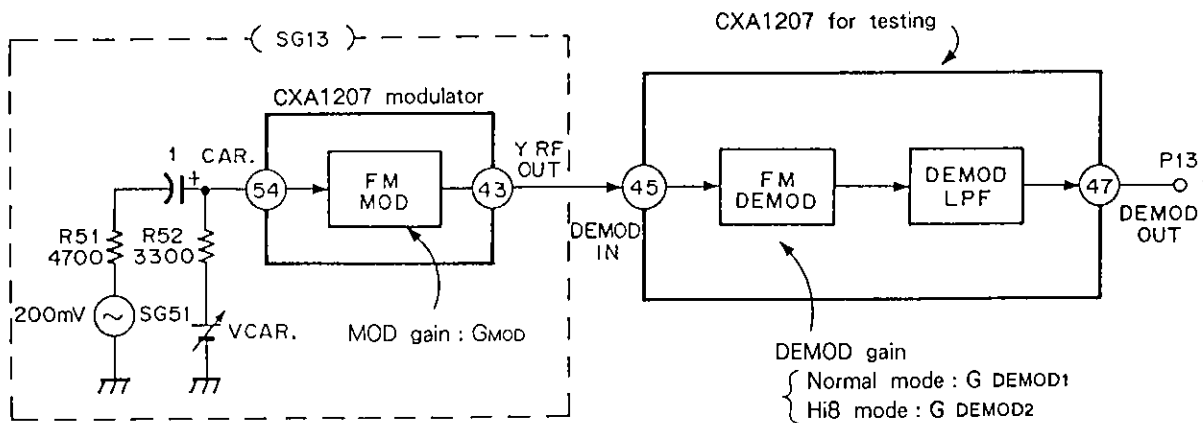 CXA1207 for testing
SG13
CXA1207 modulator
1
CAR.
54
FM
MOD
43
Y RF
OUT
45
DEMOD
IN
FM
DEMOD
DEMOD
LPF
47
P13
DEMOD
OUT
R51
4700
R52
3300
200mV
SG51
VCAR.
MOD gain : GMOD
DEMOD gain
Normal mode : G DEMOD1
Hi8 mode : G DEMOD2
+